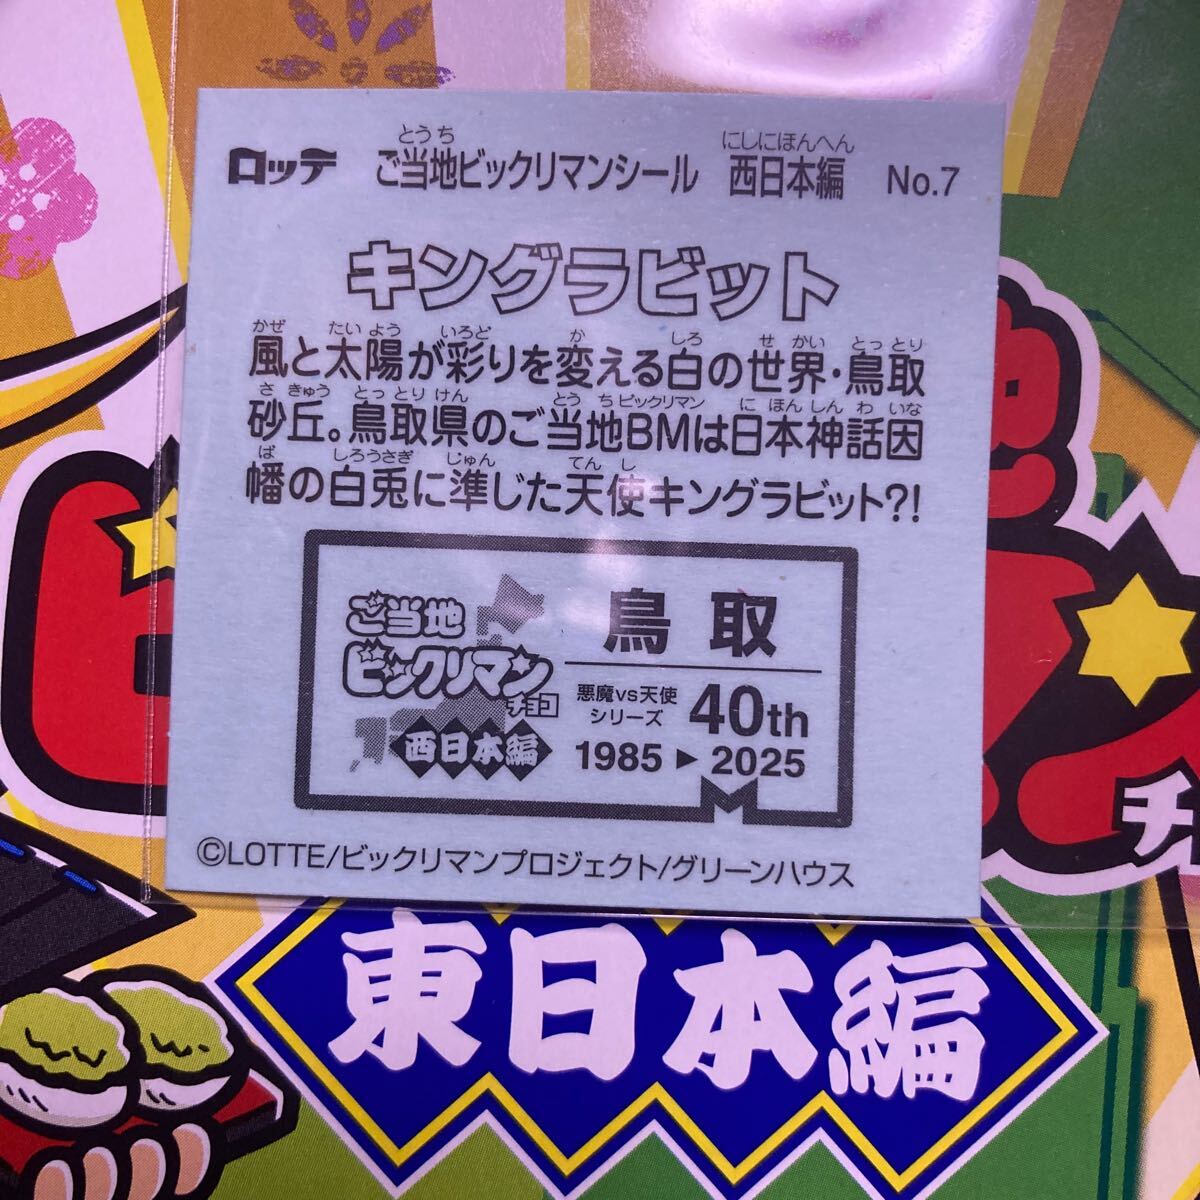 とうち にしにほんへん
ロッテ ご当地ビックリマンシール 西日本編 No.7
キングラビット
かぜ たいよう いろど か しろ せかい とっとり
風と太陽が彩りを変える白の世界・鳥取
さきゅう とっとりけん とうちビックリマン にほんしんわ いな
砂丘。鳥取県のご当地BMは日本神話因
ば しろうさぎ じゅん てんし
幡の白兎に準じた天使キングラビット?!
ご当地
ビックリマン
チョコ
西日本編
鳥取
悪魔vs天使
シリーズ
40th
1985▶2025
©LOTTE/ビックリマンプロジェクト/グリーンハウス
東日本編